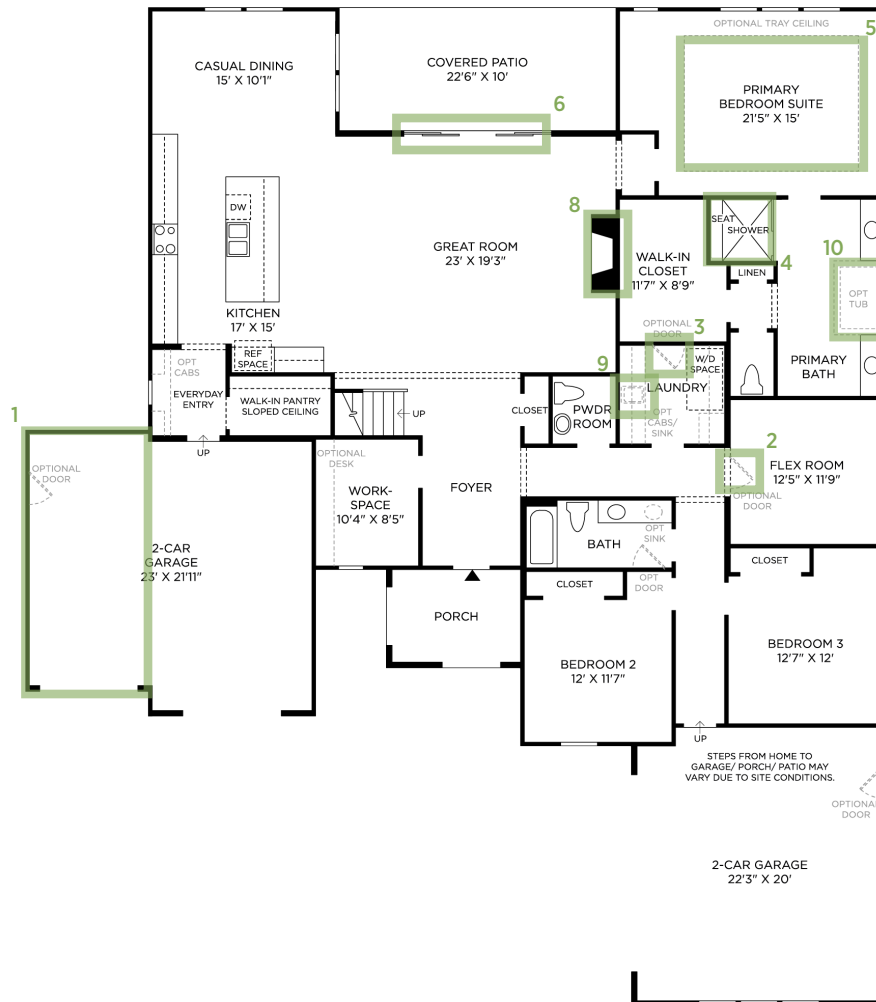 OPTIONAL TRAY CEILING
5
CASUAL DINING
15' X 10'1"
COVERED PATIO
22'6" X 10'
PRIMARY
BEDROOM SUITE
21'5" X 15'
6
DW
8
SEAT
SHOWER
GREAT ROOM
23' X 19'3"
WALK-IN
CLOSET
11'7" X 8'9"
4
10
LINEN
OPT
TUB
KITCHEN
17' X 15'
OPTIONAL
DOOR
3
REF
SPACE
OPT
CABS
W/D
SPACE
PRIMARY
BATH
9
LAUNDRY
EVERYDAY
ENTRY
WALK-IN PANTRY
SLOPED CEILING
UP
CLOSET
PWDR
ROOM
OPT
CABS/
SINK
1
UP
2
OPTIONAL
DESK
OPTIONAL
DOOR
FLEX ROOM
12'5" X 11'9"
WORK-
SPACE
10'4" X 8'5"
FOYER
OPTIONAL
DOOR
OPT
SINK
BATH
2-CAR
GARAGE
23' X 21'11"
OPT
DOOR
CLOSET
CLOSET
PORCH
BEDROOM 2
12' X 11'7"
BEDROOM 3
12'7" X 12'
UP
STEPS FROM HOME TO
GARAGE/ PORCH/ PATIO MAY
VARY DUE TO SITE CONDITIONS.
OPTIONAL
DOOR
2-CAR GARAGE
22'3" X 20'